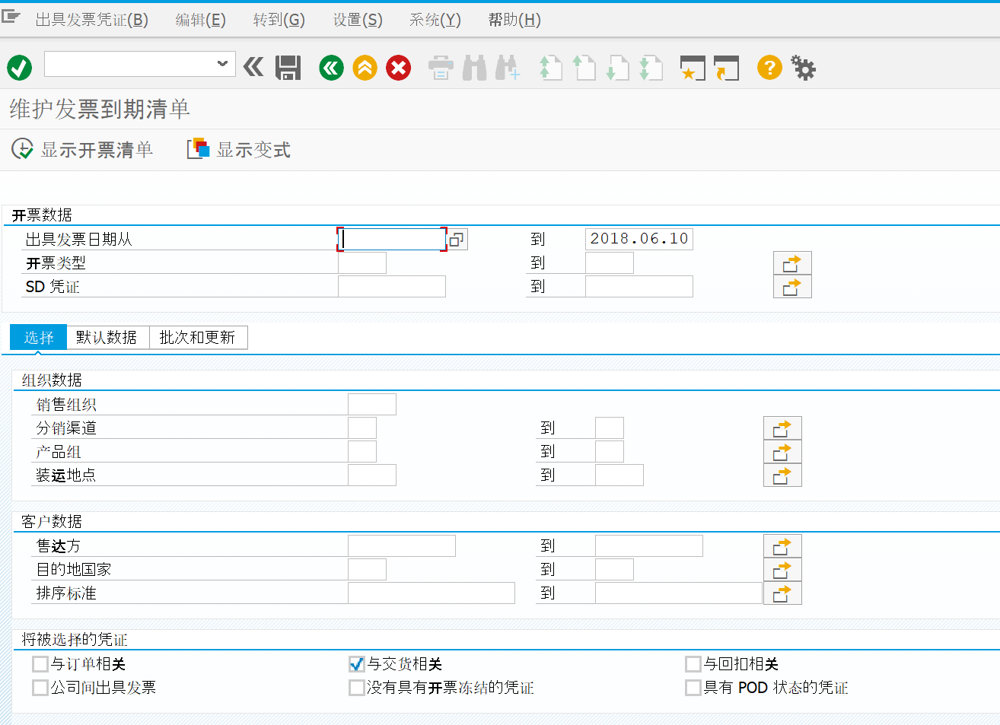 出具发票凭证(B) 编辑(E) 转到(G) 设置(S) 系统(Y) 帮助(H)
维护发票到期清单
显示开票清单 显示变式
开票数据
出具发票日期从 到 2018.06.10
开票类型 到
SD 凭证 到
选择 默认数据 批次和更新
组织数据
销售组织
分销渠道 到
产品组 到
装运地点 到
客户数据
售达方 到
目的地国家 到
排序标准 到
将被选择的凭证
与订单相关 与交货相关 与回扣相关
公司间出具发票 没有具有开票冻结的凭证 具有 POD 状态的凭证